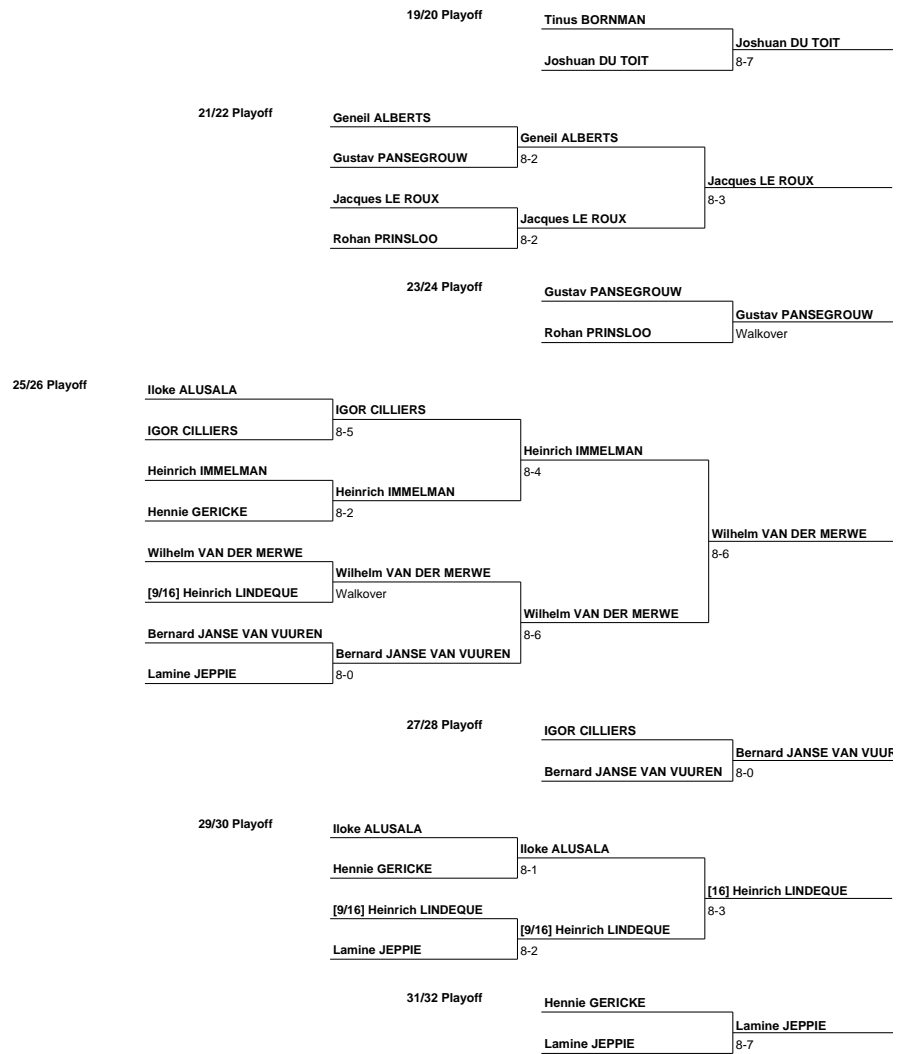 19/20 Playoff
Tinus BORNMAN
Joshuan DU TOIT
Joshuan DU TOIT
8-7
21/22 Playoff
Geneil ALBERTS
Geneil ALBERTS
Gustav PANSEGROUW
8-2
Jacques LE ROUX
8-3
Jacques LE ROUX
Jacques LE ROUX
Rohan PRINSLOO
8-2
23/24 Playoff
Gustav PANSEGROUW
Gustav PANSEGROUW
Rohan PRINSLOO
Walkover
25/26 Playoff
Iloke ALUSALA
IGOR CILLIERS
IGOR CILLIERS
8-5
Heinrich IMMELMAN
8-4
Heinrich IMMELMAN
Heinrich IMMELMAN
Hennie GERICKE
8-2
Wilhelm VAN DER MERWE
8-6
Wilhelm VAN DER MERWE
Wilhelm VAN DER MERWE
[9/16] Heinrich LINDEQUE
Walkover
Wilhelm VAN DER MERWE
8-6
Bernard JANSE VAN VUUREN
Bernard JANSE VAN VUUREN
Lamine JEPPIE
8-0
27/28 Playoff
IGOR CILLIERS
Bernard JANSE VAN VUUR
Bernard JANSE VAN VUUREN
8-0
29/30 Playoff
Iloke ALUSALA
Iloke ALUSALA
Hennie GERICKE
8-1
[16] Heinrich LINDEQUE
8-3
[9/16] Heinrich LINDEQUE
[9/16] Heinrich LINDEQUE
Lamine JEPPIE
8-2
31/32 Playoff
Hennie GERICKE
Lamine JEPPIE
Lamine JEPPIE
8-7